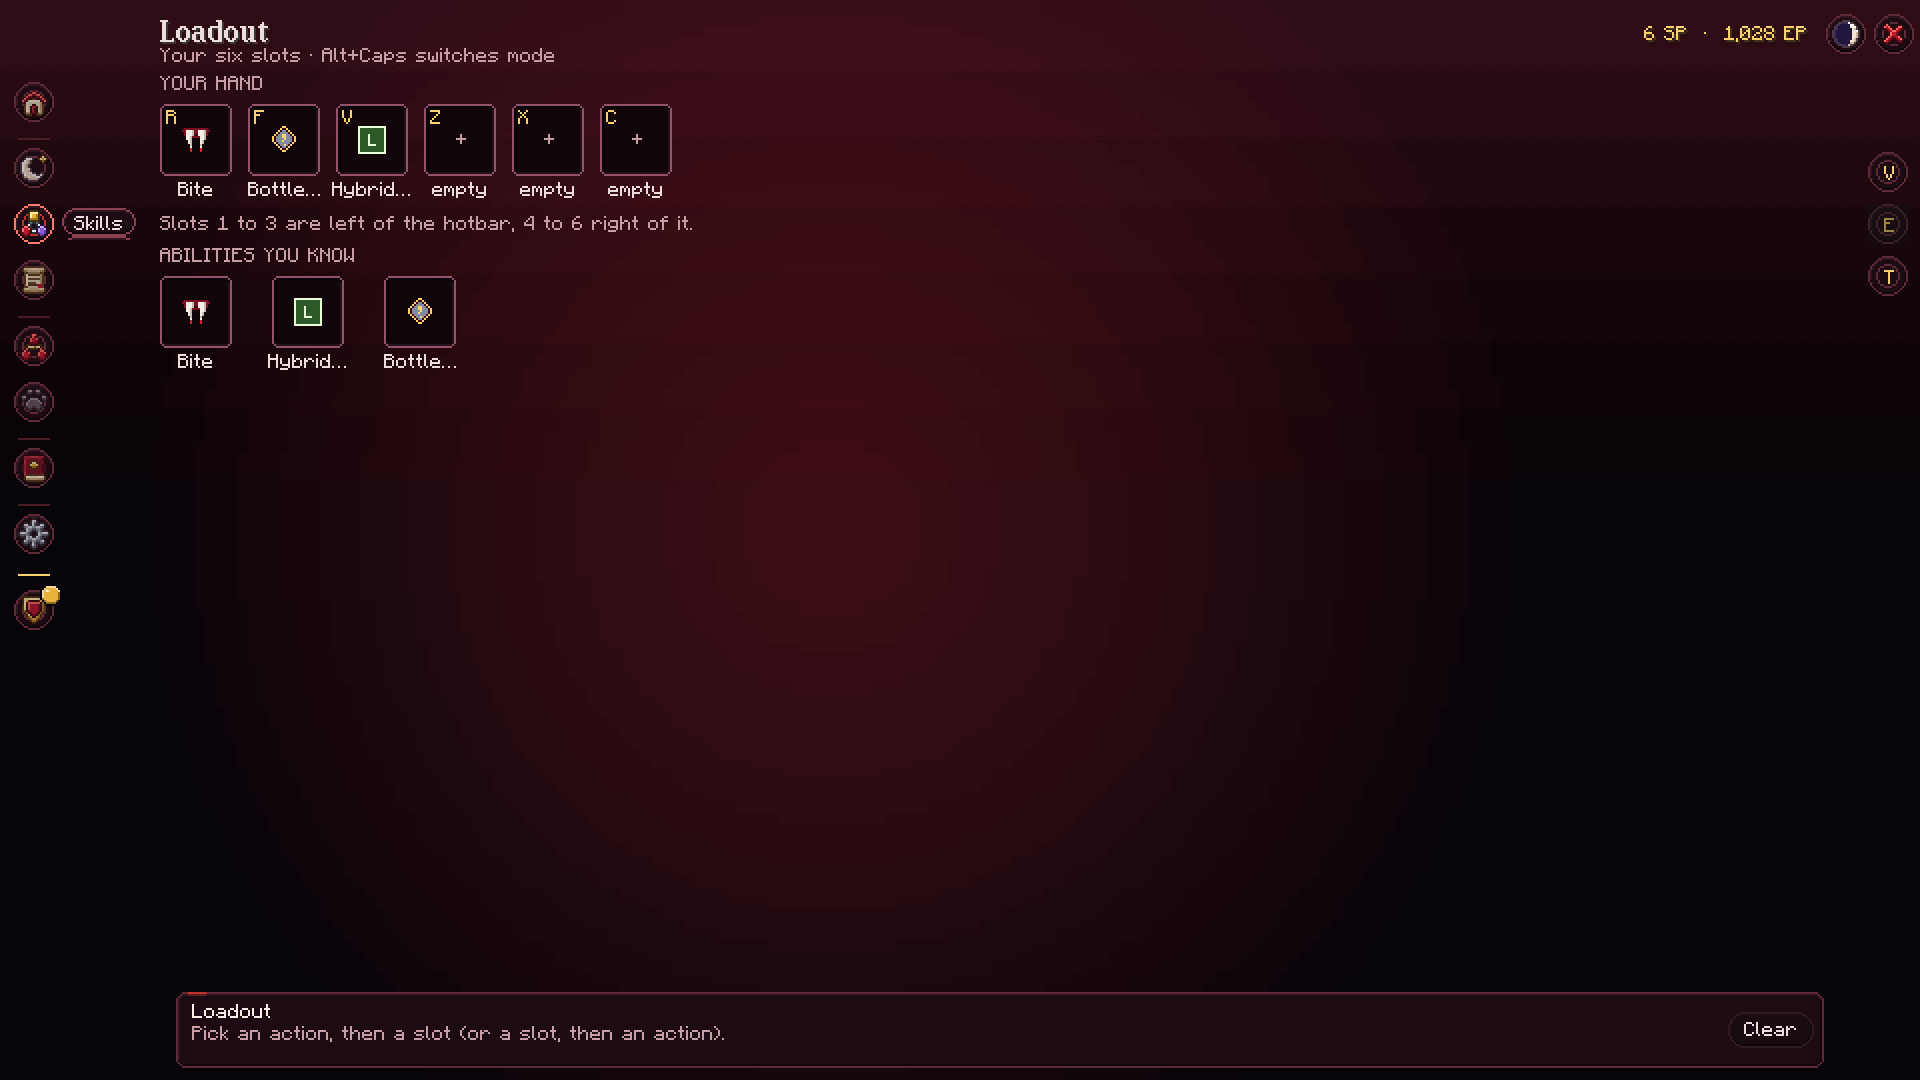 Loadout
Your six slots · Alt+Caps switches mode
6 SP · 1,028 EP
YOUR HAND
R F V L Z + X + C +
Bite Bottle... Hybrid... empty empty empty
V
Skills
Slots 1 to 3 are left of the hotbar, 4 to 6 right of it.
E
ABILITIES YOU KNOW
T
L
Bite Hybrid... Bottle...
Loadout
Pick an action, then a slot (or a slot, then an action).
Clear